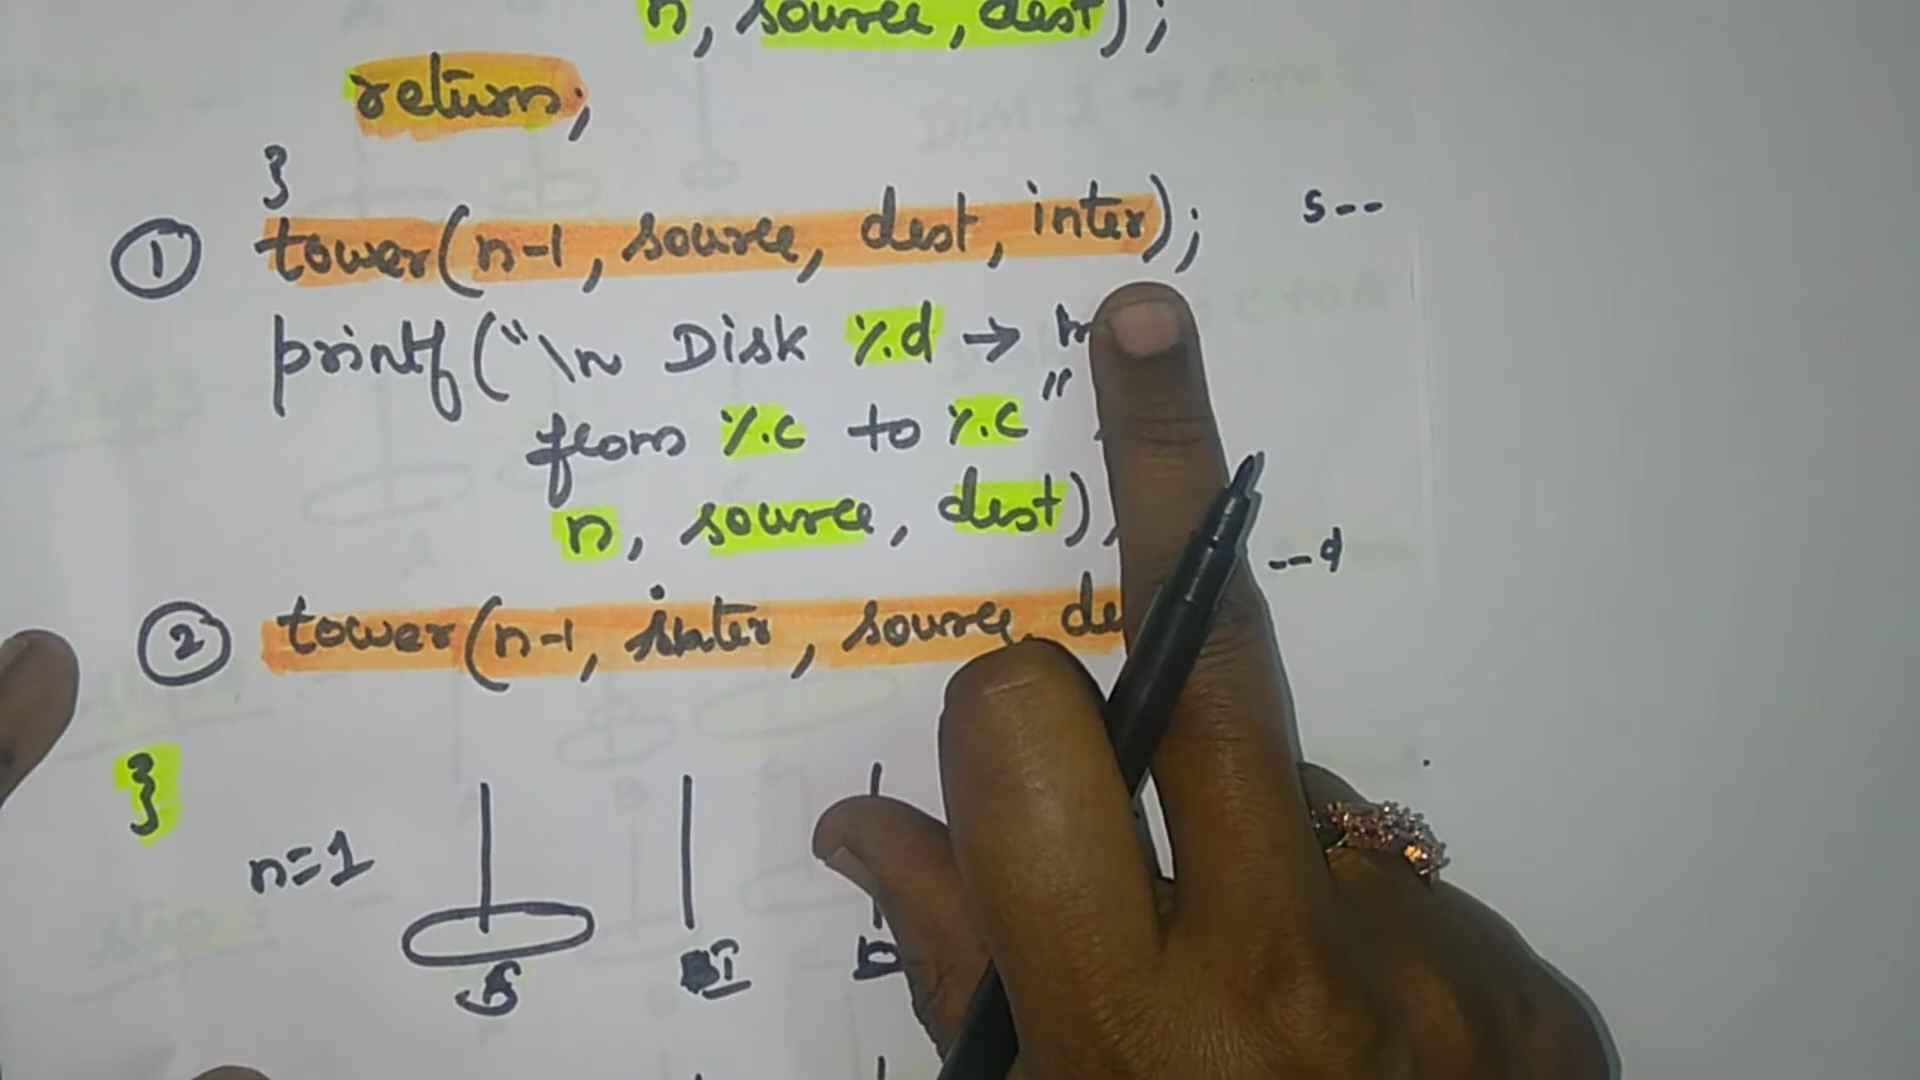 n, source, dest);
return;
}
① tower(n-1, source, dest, inter); s--
printf("\n Disk %d →
from %c to %c"
n, source, dest)
--d
② tower(n-1, inter, source, de
}
n=1
S I D